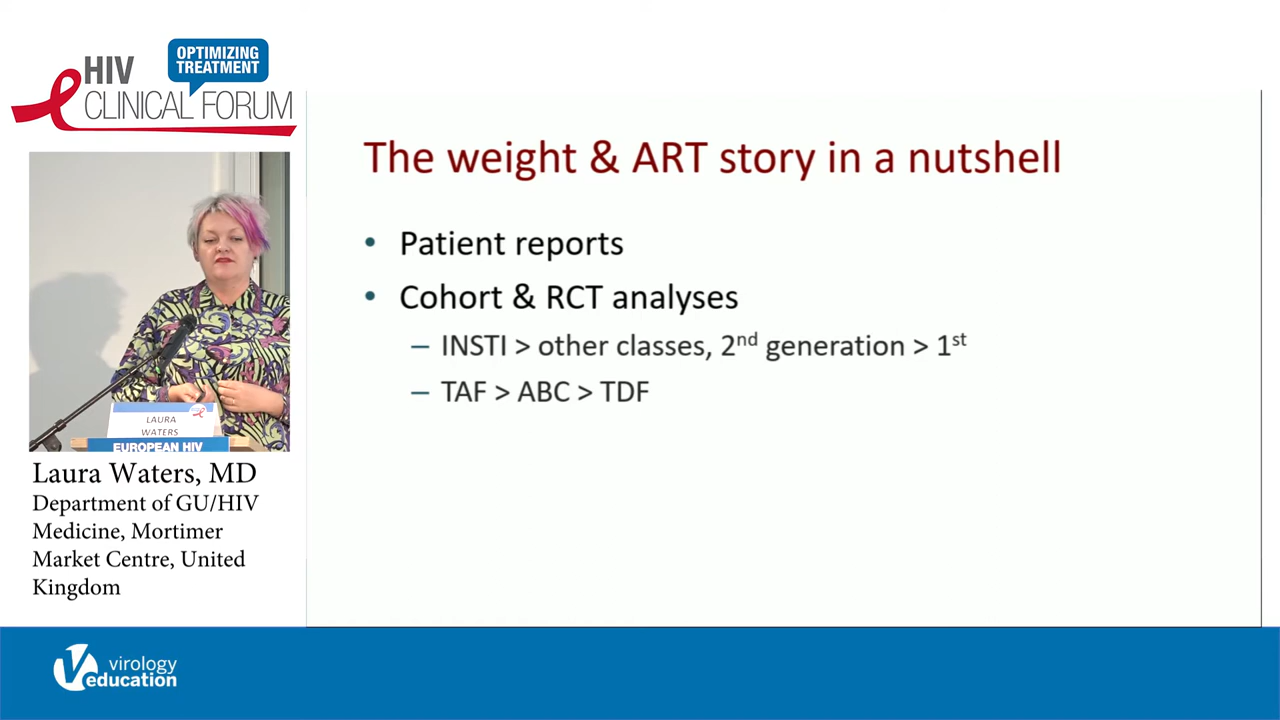 OPTIMIZING
TREATMENT
HIV
CLINICAL FORUM
The weight & ART story in a nutshell
• Patient reports
• Cohort & RCT analyses
– INSTI > other classes, 2nd generation > 1st
– TAF > ABC > TDF
LAURA
WATERS
EUROPEAN HIV
Laura Waters, MD
Department of GU/HIV
Medicine, Mortimer
Market Centre, United
Kingdom
virology
education